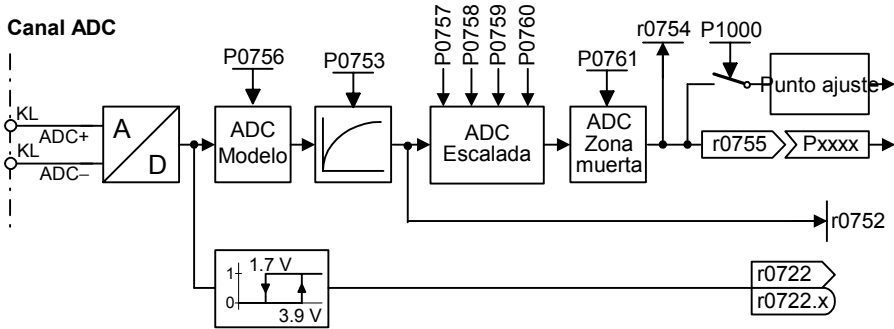 Canal ADC
P0757
P0758
P0759
P0760
r0754
P1000
P0756
P0753
P0761
KL
ADC+
KL
ADC−
A
D
ADC
Modelo
ADC
Escalada
ADC
Zona
muerta
Punto ajuste
r0755
Pxxxx
r0752
1.7 V
1
0
3.9 V
r0722
r0722.x